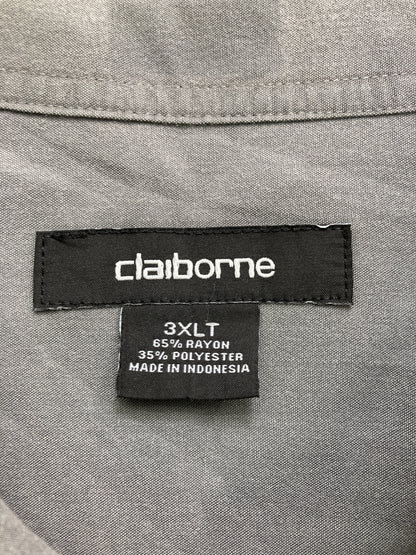 claiborne
3XLT
65% RAYON
35% POLYESTER
MADE IN INDONESIA